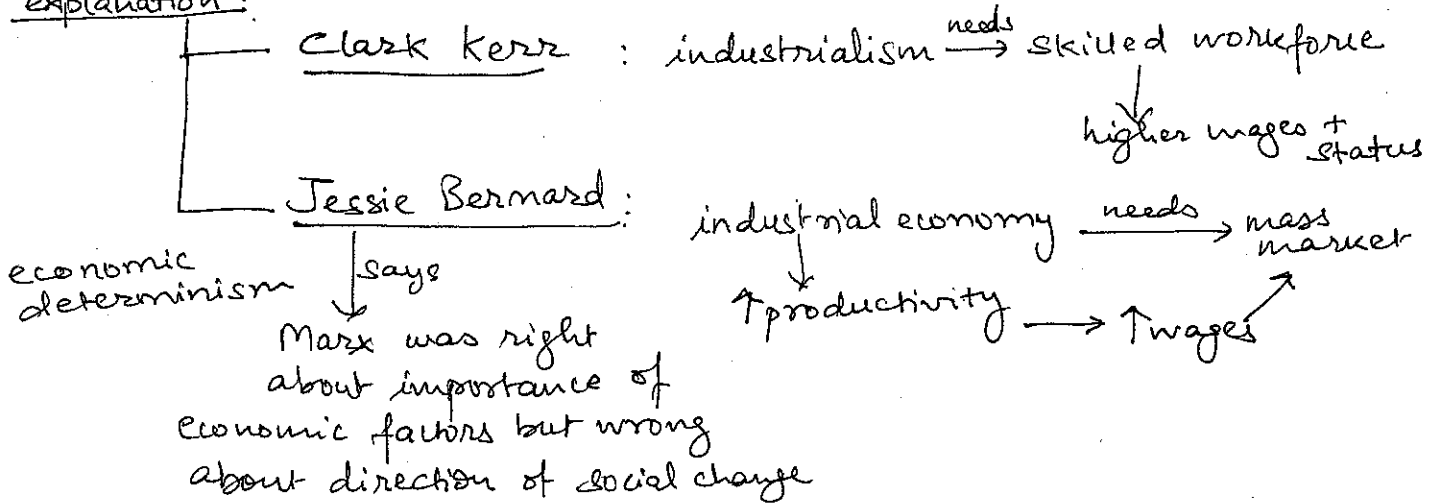 explanation:
Clark Kerr : industrialism needs → skilled workforce
↓
higher wages + status
Jessie Bernard: industrial economy needs → mass market
↓
↑ productivity → ↑ wages
economic determinism
↓ says
Marx was right
about importance of
economic factors but wrong
about direction of social change